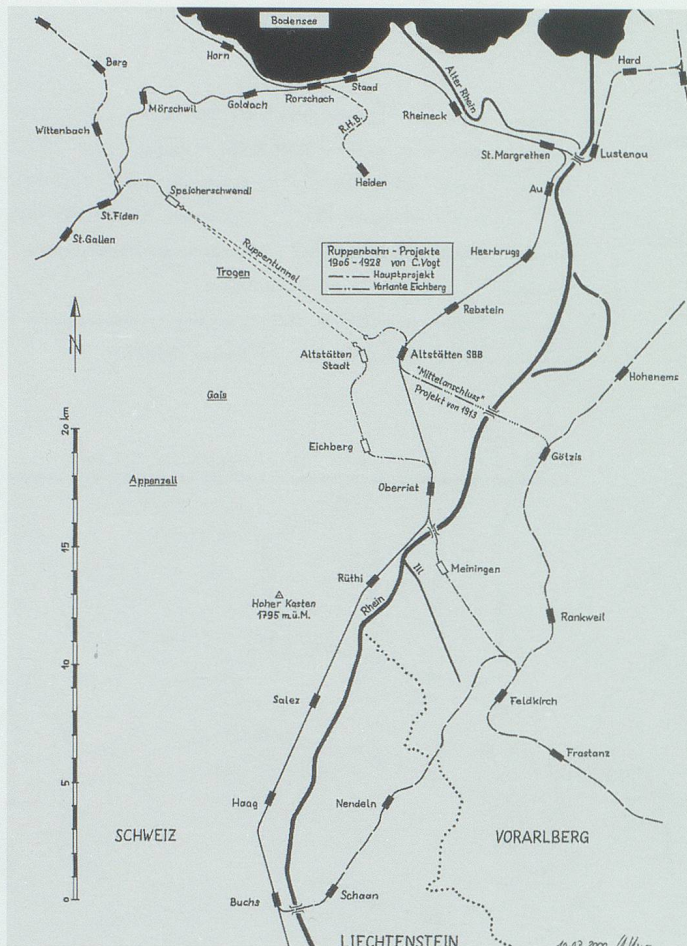 Bodensee
Horn
Berg
Hard
Staad
Alter Rhein
Rorschach
Goldach
Mörschwil
Rheineck
R.H.B.
Wittenbach
St.Margrethen
Lustenau
Heiden
Au
Speicherschwendi
St.Fiden
St.Gallen
Ruppentunnel
Heerbrugg
Ruppenbahn - Projekte
1906 - 1928 von C.Vogt
Hauptprojekt
Variante Eichberg
Trogen
Rebstein
N
Altstätten
Stadt
Altstätten SBB
"Mittelanschluss"
Projekt von 1913
Hohenems
Gais
20 km
Eichberg
Götzis
Appenzell
Oberriet
15
Meiningen
Ill
Rüthi
Hoher Kasten
1795 m.ü.M.
Rhein
Rankweil
10
Salez
Feldkirch
Frastanz
5
Haag
Nendeln
SCHWEIZ
VORARLBERG
0
Buchs
Schaan
LIECHTENSTEIN